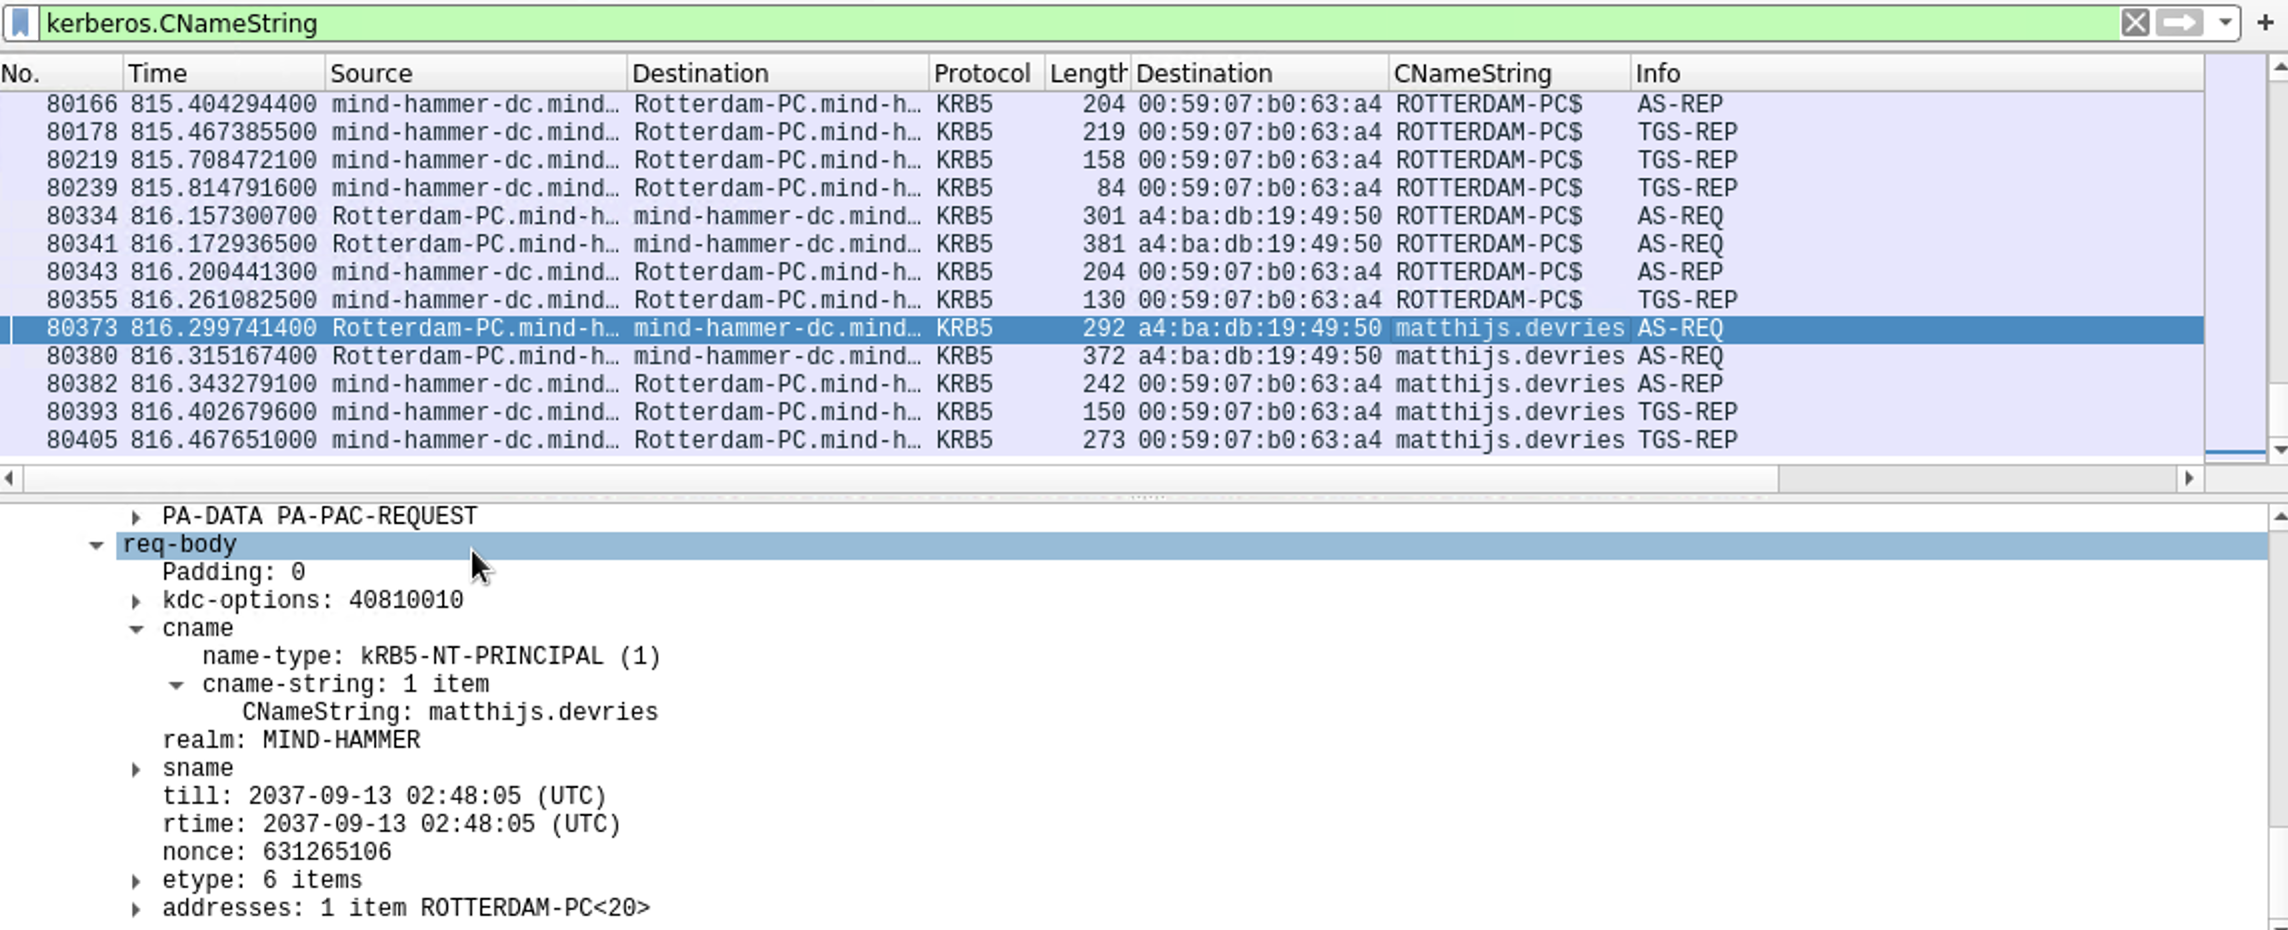 kerberos.CNameString
No. Time Source Destination Protocol Length Destination CNameString Info
80166 815.404294400 mind-hammer-dc.mind… Rotterdam-PC.mind-h… KRB5 204 00:59:07:b0:63:a4 ROTTERDAM-PC$ AS-REP
80178 815.467385500 mind-hammer-dc.mind… Rotterdam-PC.mind-h… KRB5 219 00:59:07:b0:63:a4 ROTTERDAM-PC$ TGS-REP
80219 815.708472100 mind-hammer-dc.mind… Rotterdam-PC.mind-h… KRB5 158 00:59:07:b0:63:a4 ROTTERDAM-PC$ TGS-REP
80239 815.814791600 mind-hammer-dc.mind… Rotterdam-PC.mind-h… KRB5 84 00:59:07:b0:63:a4 ROTTERDAM-PC$ TGS-REP
80334 816.157300700 Rotterdam-PC.mind-h… mind-hammer-dc.mind… KRB5 301 a4:ba:db:19:49:50 ROTTERDAM-PC$ AS-REQ
80341 816.172936500 Rotterdam-PC.mind-h… mind-hammer-dc.mind… KRB5 381 a4:ba:db:19:49:50 ROTTERDAM-PC$ AS-REQ
80343 816.200441300 mind-hammer-dc.mind… Rotterdam-PC.mind-h… KRB5 204 00:59:07:b0:63:a4 ROTTERDAM-PC$ AS-REP
80355 816.261082500 mind-hammer-dc.mind… Rotterdam-PC.mind-h… KRB5 130 00:59:07:b0:63:a4 ROTTERDAM-PC$ TGS-REP
80373 816.299741400 Rotterdam-PC.mind-h… mind-hammer-dc.mind… KRB5 292 a4:ba:db:19:49:50 matthijs.devries AS-REQ
80380 816.315167400 Rotterdam-PC.mind-h… mind-hammer-dc.mind… KRB5 372 a4:ba:db:19:49:50 matthijs.devries AS-REQ
80382 816.343279100 mind-hammer-dc.mind… Rotterdam-PC.mind-h… KRB5 242 00:59:07:b0:63:a4 matthijs.devries AS-REP
80393 816.402679600 mind-hammer-dc.mind… Rotterdam-PC.mind-h… KRB5 150 00:59:07:b0:63:a4 matthijs.devries TGS-REP
80405 816.467651000 mind-hammer-dc.mind… Rotterdam-PC.mind-h… KRB5 273 00:59:07:b0:63:a4 matthijs.devries TGS-REP
PA-DATA PA-PAC-REQUEST
req-body
Padding: 0
kdc-options: 40810010
cname
name-type: kRB5-NT-PRINCIPAL (1)
cname-string: 1 item
CNameString: matthijs.devries
realm: MIND-HAMMER
sname
till: 2037-09-13 02:48:05 (UTC)
rtime: 2037-09-13 02:48:05 (UTC)
nonce: 631265106
etype: 6 items
addresses: 1 item ROTTERDAM-PC<20>